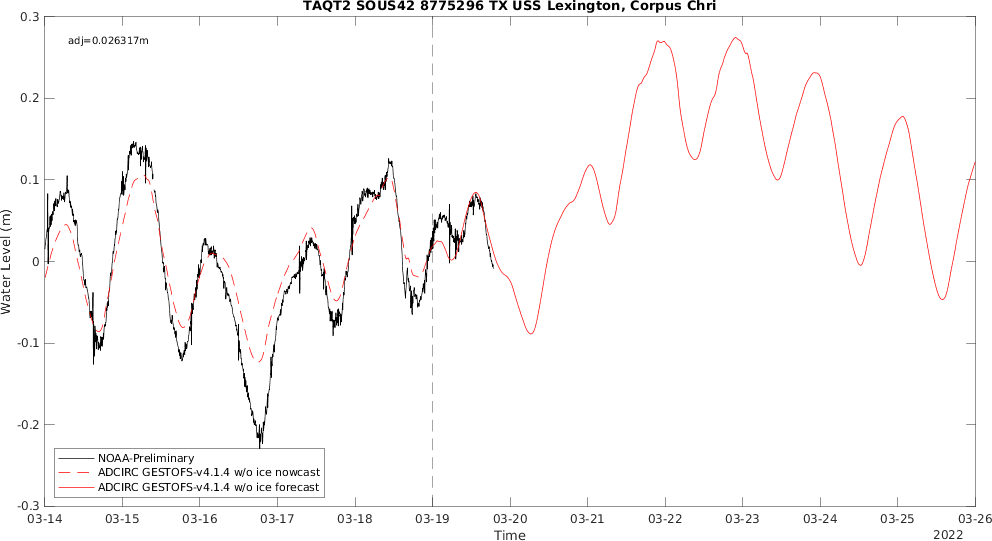 TAQT2 SOUS42 8775296 TX USS Lexington, Corpus Chri
0.3
adj=0.026317m
0.2
0.1
0
-0.1
-0.2
-0.3
Water Level (m)
NOAA-Preliminary
ADCIRC GESTOFS-v4.1.4 w/o ice nowcast
ADCIRC GESTOFS-v4.1.4 w/o ice forecast
03-14 03-15 03-16 03-17 03-18 03-19 03-20 03-21 03-22 03-23 03-24 03-25 03-26
Time
2022